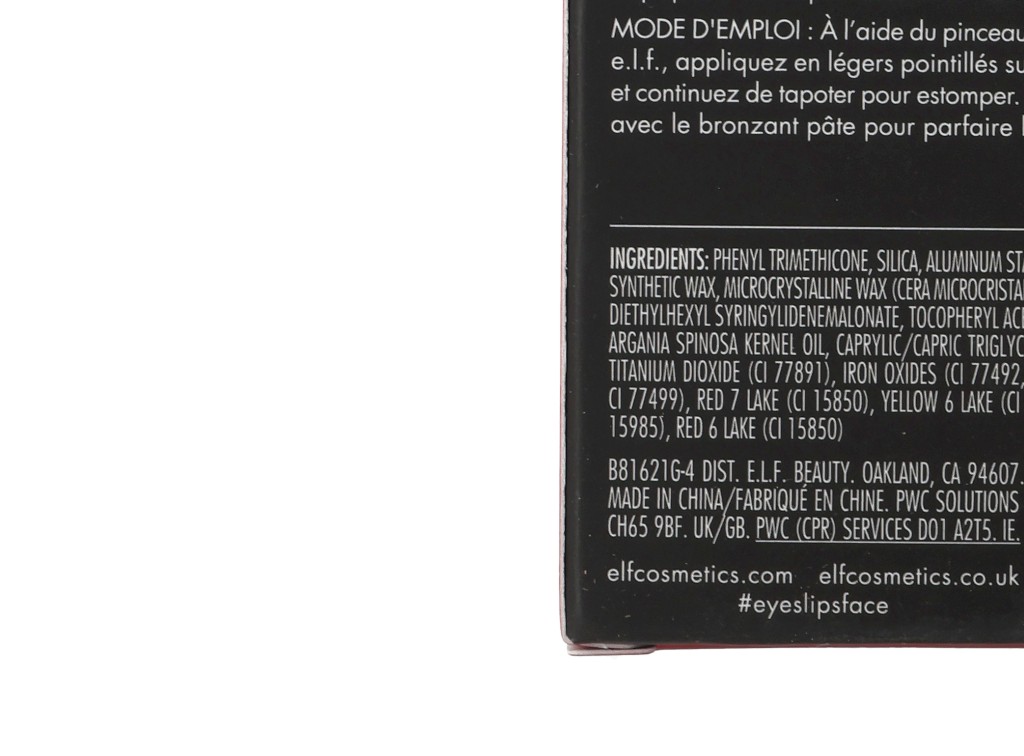 MODE D'EMPLOI : À l'aide du pinceau
e.l.f., appliquez en légers pointillés su
et continuez de tapoter pour estomper.
avec le bronzant pâte pour parfaire l
INGREDIENTS: PHENYL TRIMETHICONE, SILICA, ALUMINUM STA
SYNTHETIC WAX, MICROCRYSTALLINE WAX (CERA MICROCRISTA
DIETHYLHEXYL SYRINGYLIDENEMALONATE, TOCOPHERYL ACE
ARGANIA SPINOSA KERNEL OIL, CAPRYLIC/CAPRIC TRIGLYC
TITANIUM DIOXIDE (CI 77891), IRON OXIDES (CI 77492,
CI 77499), RED 7 LAKE (CI 15850), YELLOW 6 LAKE (CI
15985), RED 6 LAKE (CI 15850)
B81621G-4 DIST. E.L.F. BEAUTY. OAKLAND, CA 94607.
MADE IN CHINA/FABRIQUÉ EN CHINE. PWC SOLUTIONS
CH65 9BF. UK/GB. PWC (CPR) SERVICES D01 A2T5. IE.
elfcosmetics.com elfcosmetics.co.uk
#eyeslipsface